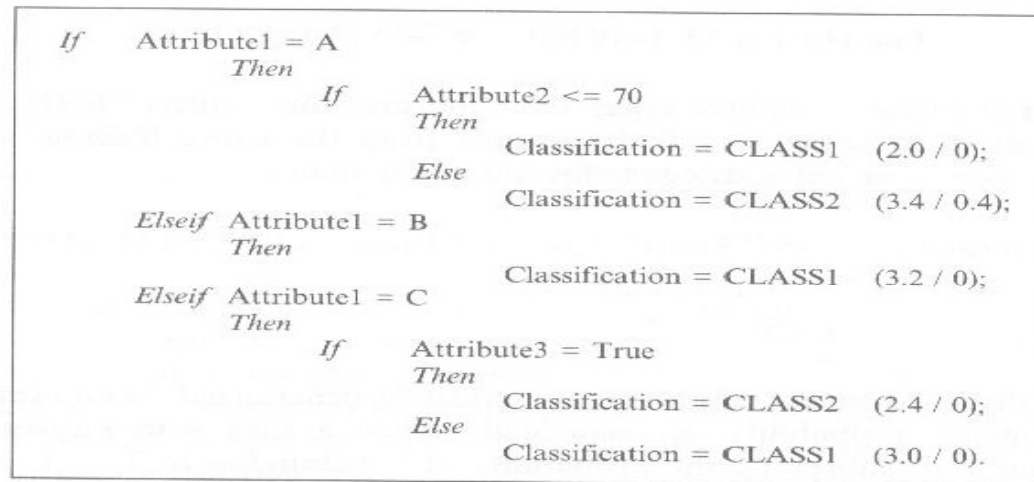 If Attribute1 = A
Then
If Attribute2 <= 70
Then
Classification = CLASS1 (2.0 / 0);
Else
Classification = CLASS2 (3.4 / 0.4);
Elseif Attribute1 = B
Then
Classification = CLASS1 (3.2 / 0);
Elseif Attribute1 = C
Then
If Attribute3 = True
Then
Classification = CLASS2 (2.4 / 0);
Else
Classification = CLASS1 (3.0 / 0).